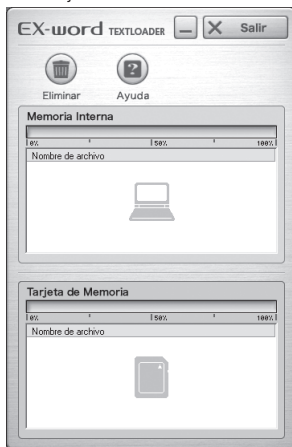 EX-word TEXTLOADER Salir
Eliminar Ayuda
Memoria Interna
0% 50% 100%
Nombre de archivo
Tarjeta de Memoria
0% 50% 100%
Nombre de archivo